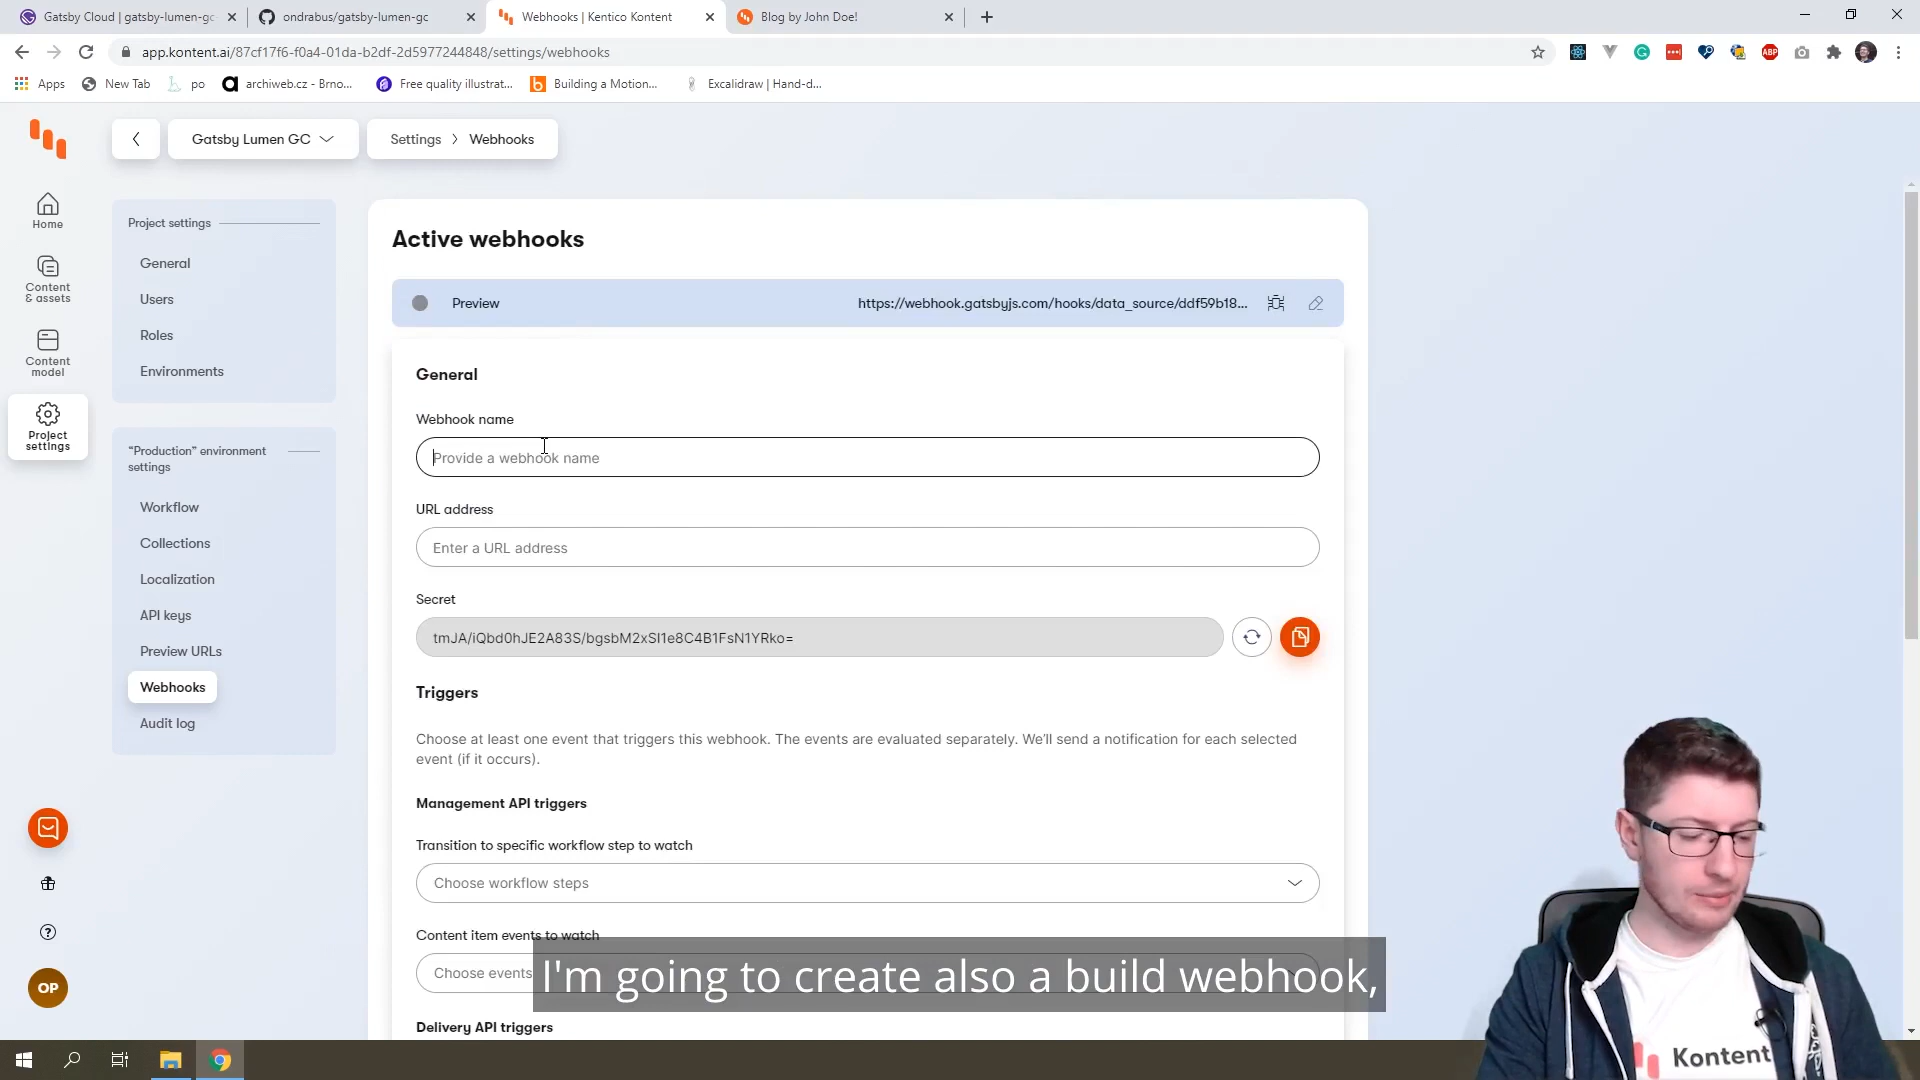 Gatsby Cloud | gatsby-lumen-gc
ondrabus/gatsby-lumen-gc
Webhooks | Kentico Kontent
Blog by John Doe!
app.kontent.ai/87cf17f6-f0a4-01da-b2df-2d5977244848/settings/webhooks
Apps
New Tab
po
archiweb.cz - Brno...
Free quality illustrat...
Building a Motion...
Excalidraw | Hand-d...
Gatsby Lumen GC
Settings > Webhooks
Home
Content
& assets
Content
model
Project
settings
Project settings
General
Users
Roles
Environments
“Production” environment
settings
Workflow
Collections
Localization
API keys
Preview URLs
Webhooks
Audit log
OP
Active webhooks
Preview
https://webhook.gatsbyjs.com/hooks/data_source/ddf59b18...
General
Webhook name
Provide a webhook name
URL address
Enter a URL address
Secret
tmJA/iQbd0hJE2A83S/bgsbM2xSI1e8C4B1FsN1YRko=
Triggers
Choose at least one event that triggers this webhook. The events are evaluated separately. We’ll send a notification for each selected
event (if it occurs).
Management API triggers
Transition to specific workflow step to watch
Choose workflow steps
Content item events to watch
Choose events
Delivery API triggers
I'm going to create also a build webhook,
Kontent
ABP